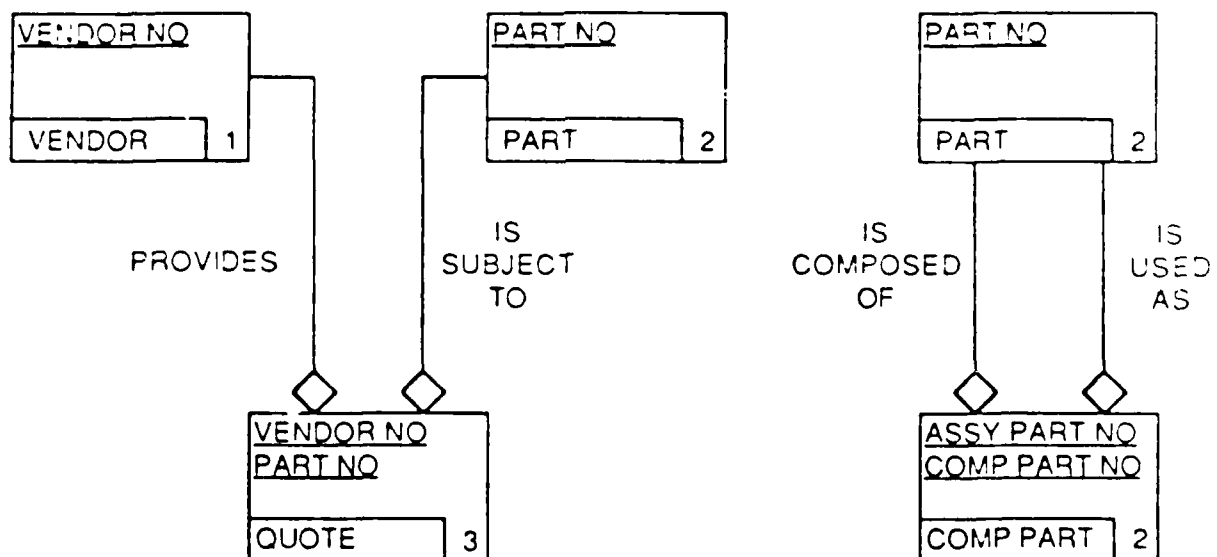 VENDOR NO
VENDOR 1
PART NO
PART 2
PART NO
PART 2
PROVIDES
IS
SUBJECT
TO
IS
COMPOSED
OF
IS
USED
AS
VENDOR NO
PART NO
QUOTE 3
ASSY PART NO
COMP PART NO
COMP PART 2